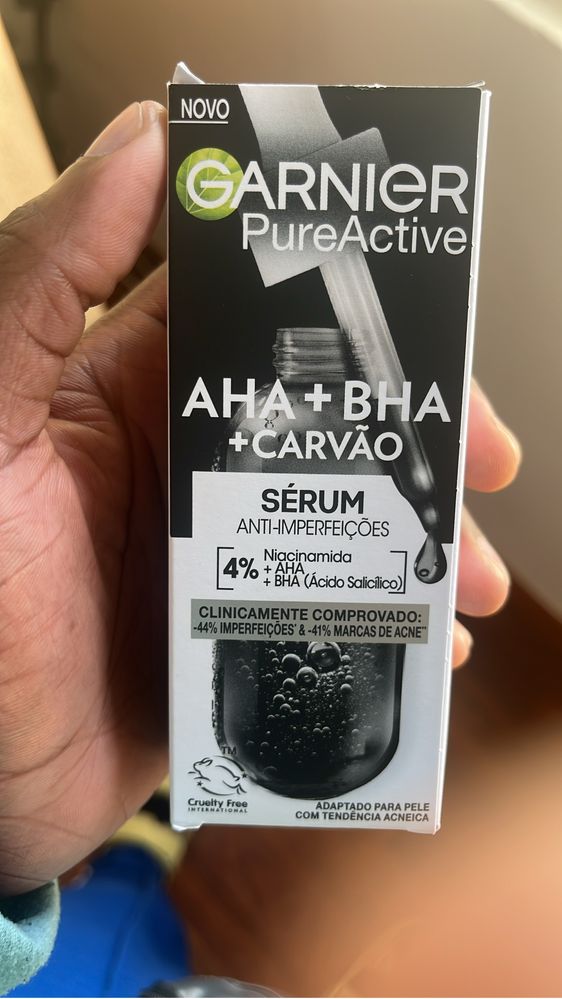 NOVO
GARNIER
PureActive
AHA + BHA
+CARVÃO
SÉRUM
ANTI-IMPERFEIÇÕES
4% Niacinamida
+ AHA
+ BHA (Ácido Salicílico)
CLINICAMENTE COMPROVADO:
-44% IMPERFEIÇÕES* & -41% MARCAS DE ACNE**
TM
Cruelty Free
INTERNATIONAL
ADAPTADO PARA PELE
COM TENDÊNCIA ACNEICA